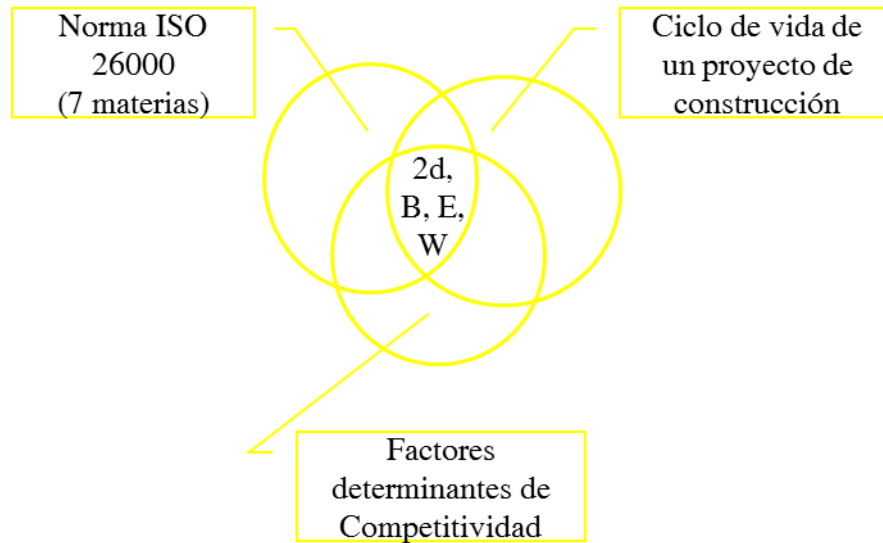 Norma ISO
26000
(7 materias)
Ciclo de vida de
un proyecto de
construcción
2d,
B, E,
W
Factores
determinantes de
Competitividad